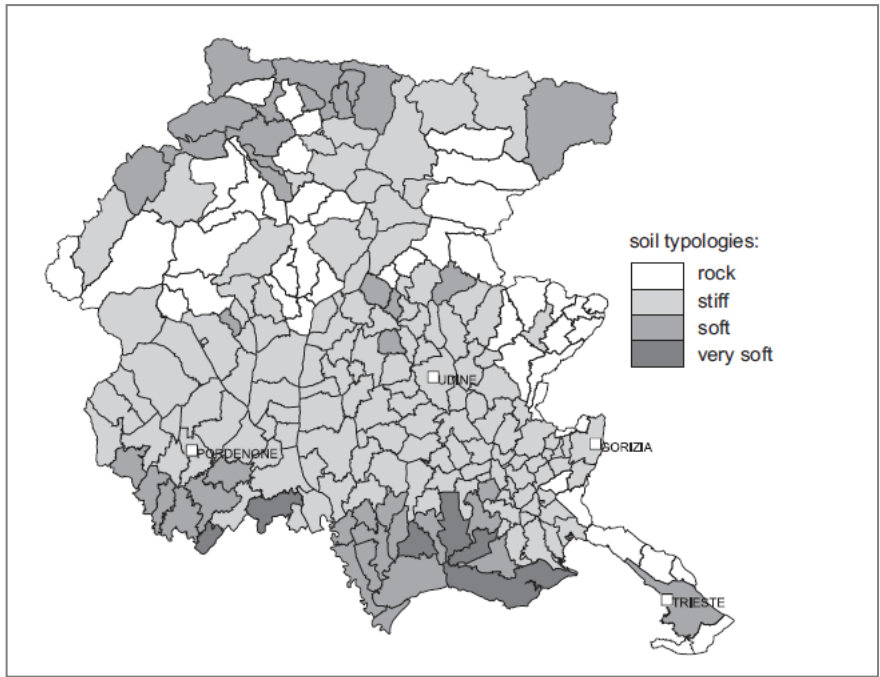 soil typologies:
rock
stiff
soft
very soft
UDINE
PORDENONE
GORIZIA
TRIESTE